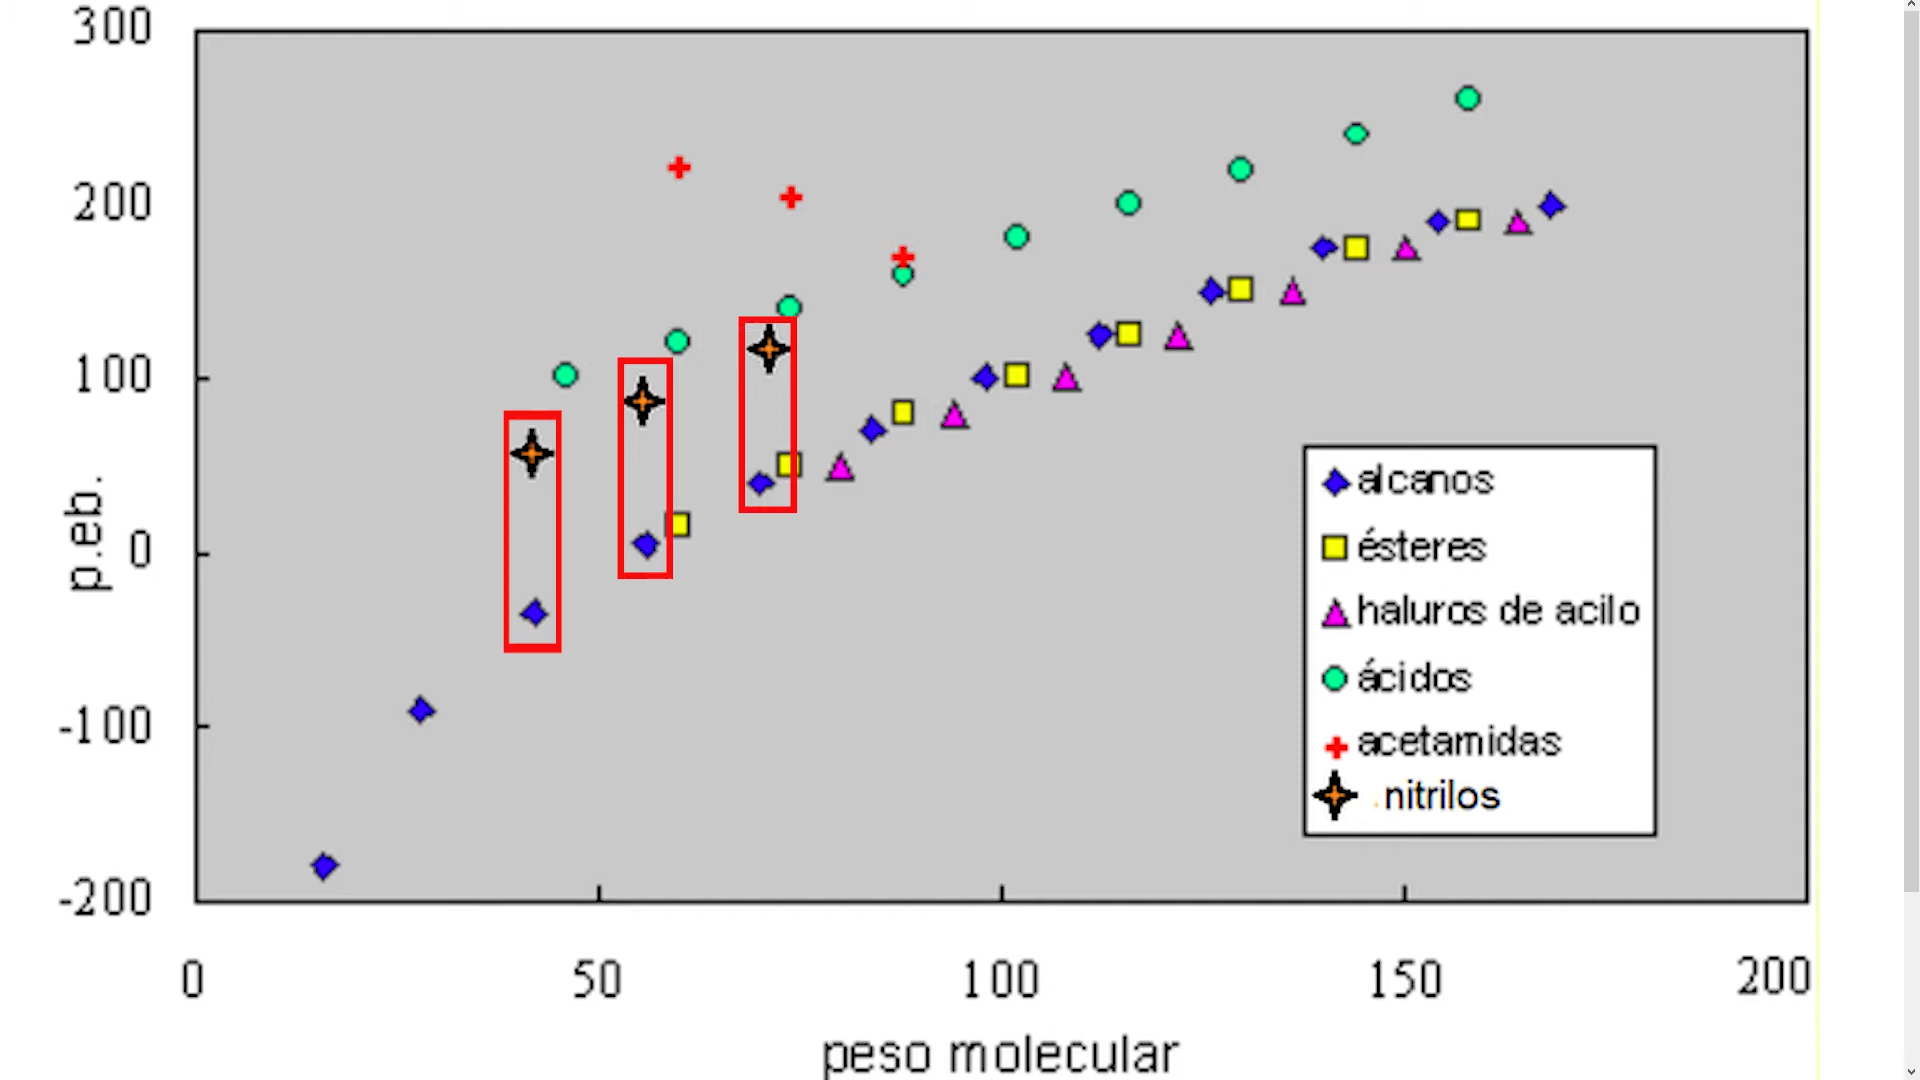 300
200
100
0
-100
-200
p.eb.
0 50 100 150 200
peso molecular
alcanos
ésteres
haluros de acilo
ácidos
acetamidas
nitrilos